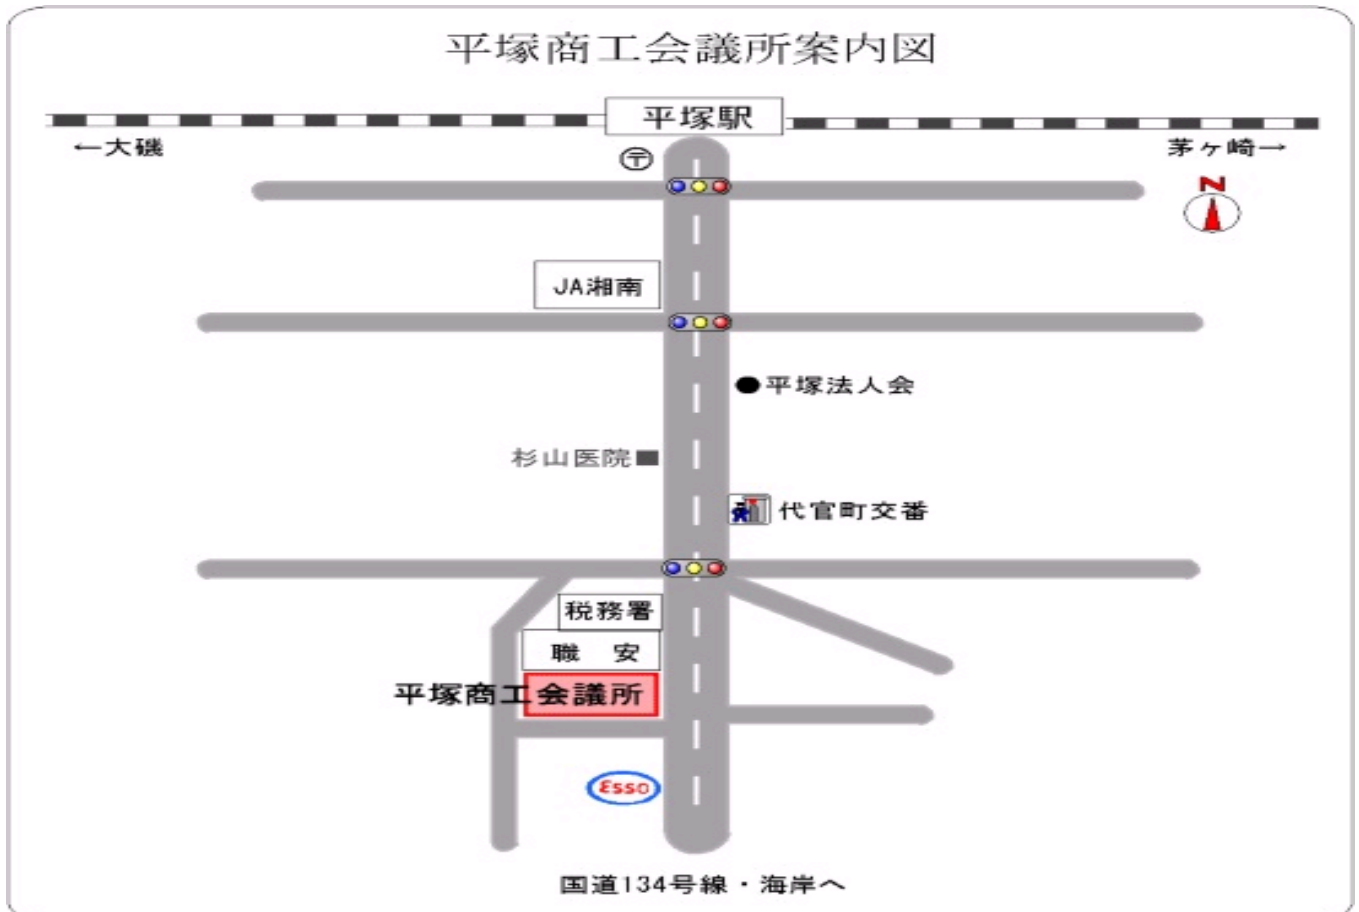 平塚商工会議所案内図
平塚駅
←大磯
茅ヶ崎→
〒
N
JA湘南
●平塚法人会
杉山医院■
代官町交番
税務署
職 安
平塚商工会議所
Esso
国道134号線・海岸へ